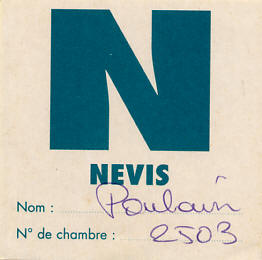 N
NEVIS
Nom : Poulain
N° de chambre : 2503